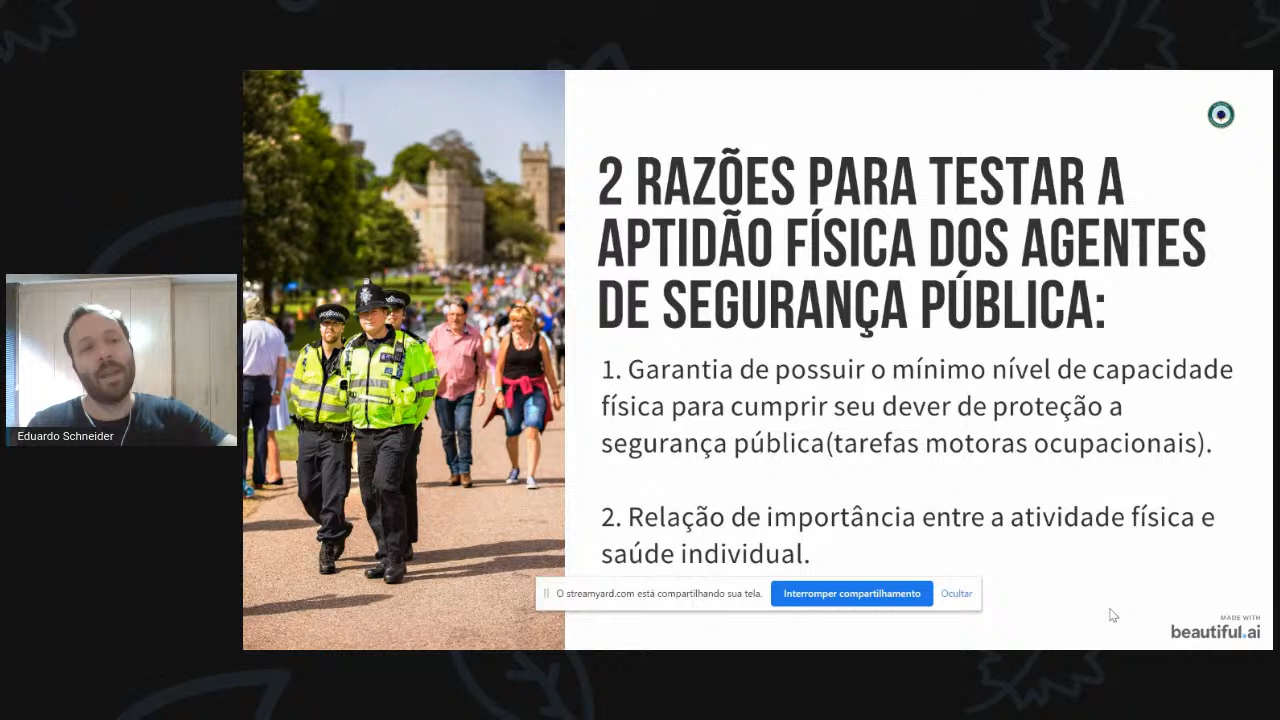 2 RAZÕES PARA TESTAR A
APTIDÃO FÍSICA DOS AGENTES
DE SEGURANÇA PÚBLICA:
1. Garantia de possuir o mínimo nível de capacidade
física para cumprir seu dever de proteção a
segurança pública(tarefas motoras ocupacionais).
2. Relação de importância entre a atividade física e
saúde individual.
Eduardo Schneider
O streamyard.com está compartilhando sua tela.
Interromper compartilhamento
Ocultar
MADE WITH
beautiful.ai